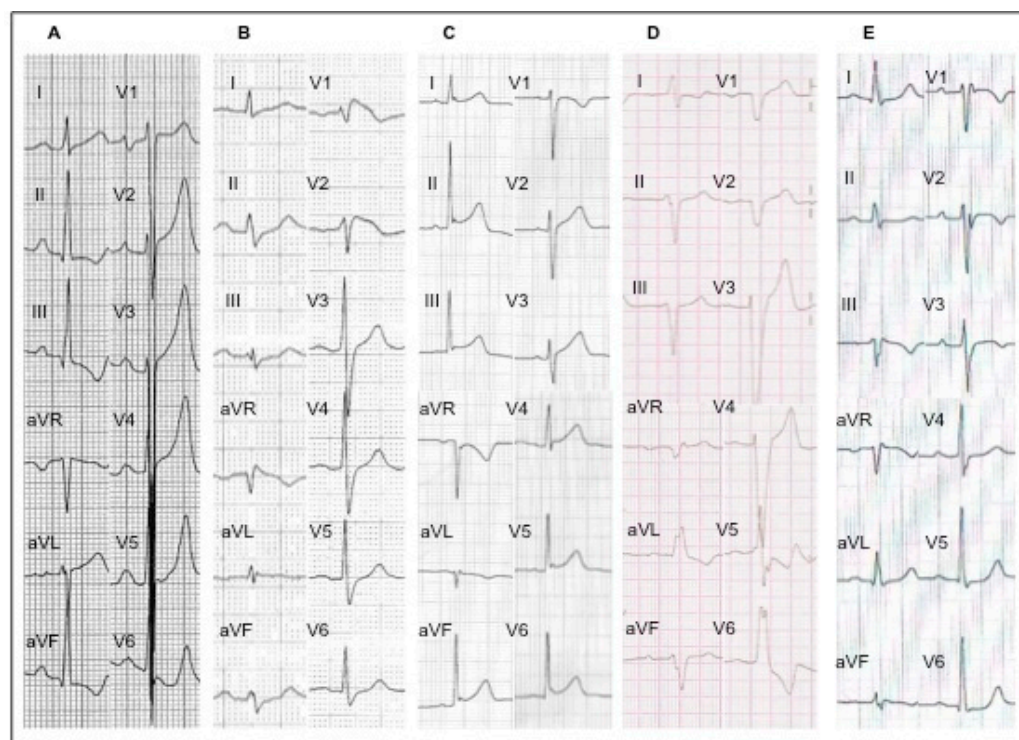 A B C D E
I V1 I V1 I V1 I V1 I V1
II V2 II V2 II V2 II V2 II V2
III V3 III V3 III V3 III V3 III V3
aVR V4 aVR V4 aVR V4 aVR V4 aVR V4
aVL V5 aVL V5 aVL V5 aVL V5 aVL V5
aVF V6 aVF V6 aVF V6 aVF V6 aVF V6